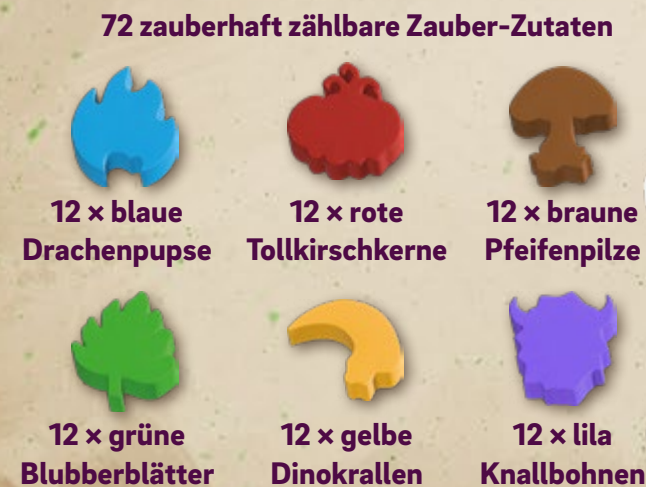 72 zauberhaft zählbare Zauber-Zutaten
12 × blaue
Drachenpupse
12 × rote
Tollkirschkerne
12 × braune
Pfeifenpilze
12 × grüne
Blubberblätter
12 × gelbe
Dinokrallen
12 × lila
Knallbohnen